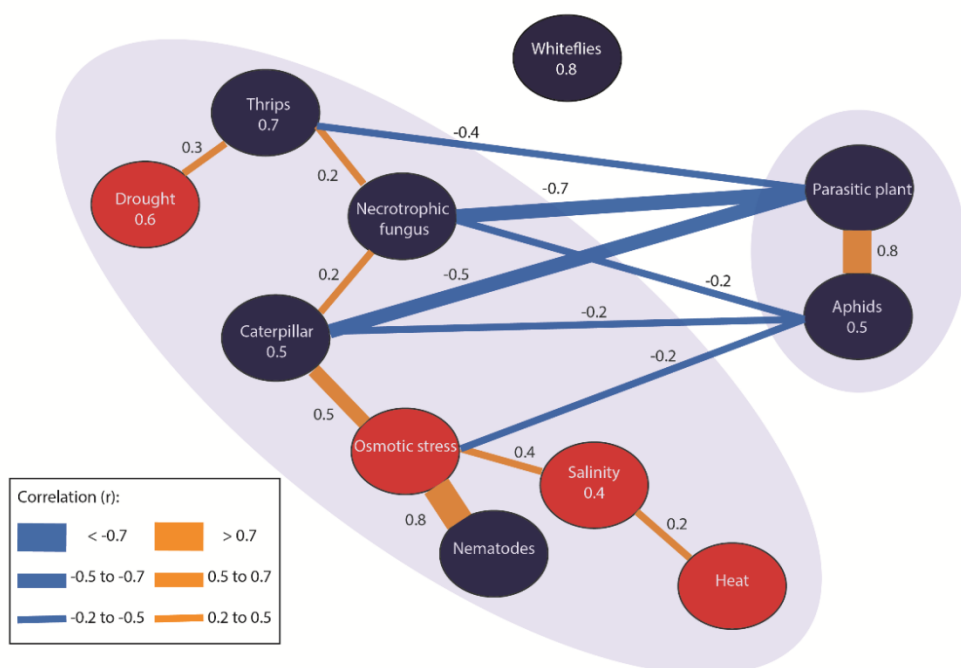 Whiteflies
0.8
Thrips
0.7
-0.4
0.3
0.2
Drought
0.6
Necrotrophic
fungus
-0.7
Parasitic plant
0.8
0.2
-0.5
-0.2
Caterpillar
0.5
-0.2
Aphids
0.5
-0.2
0.5
Osmotic stress
0.4
Salinity
0.4
0.8
0.2
Nematodes
Heat
Correlation (r):
< -0.7
> 0.7
-0.5 to -0.7
0.5 to 0.7
-0.2 to -0.5
0.2 to 0.5